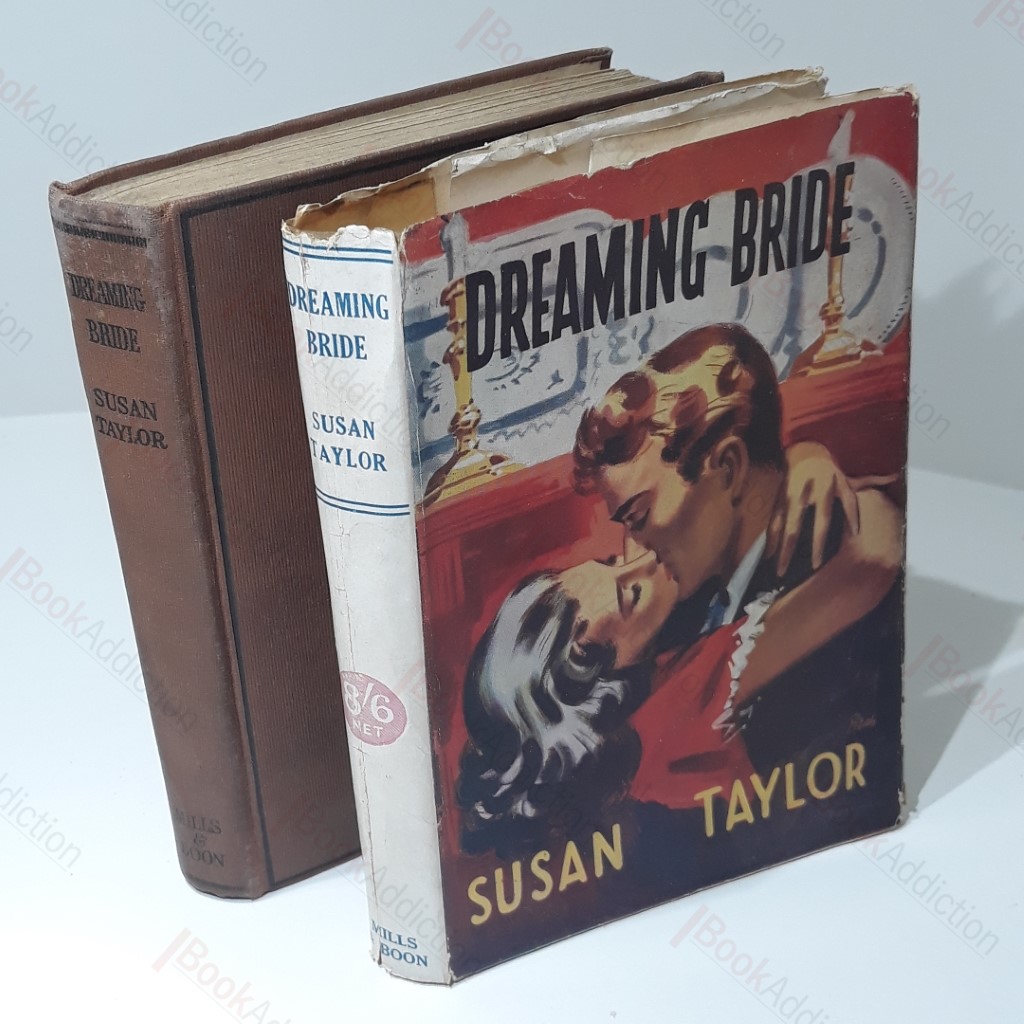 DREAMING
BRIDE
SUSAN
TAYLOR
MILLS
&
BOON
DREAMING
BRIDE
SUSAN
TAYLOR
8/6
NET
MILLS
BOON
DREAMING BRIDE
SUSAN TAYLOR
BookAddiction